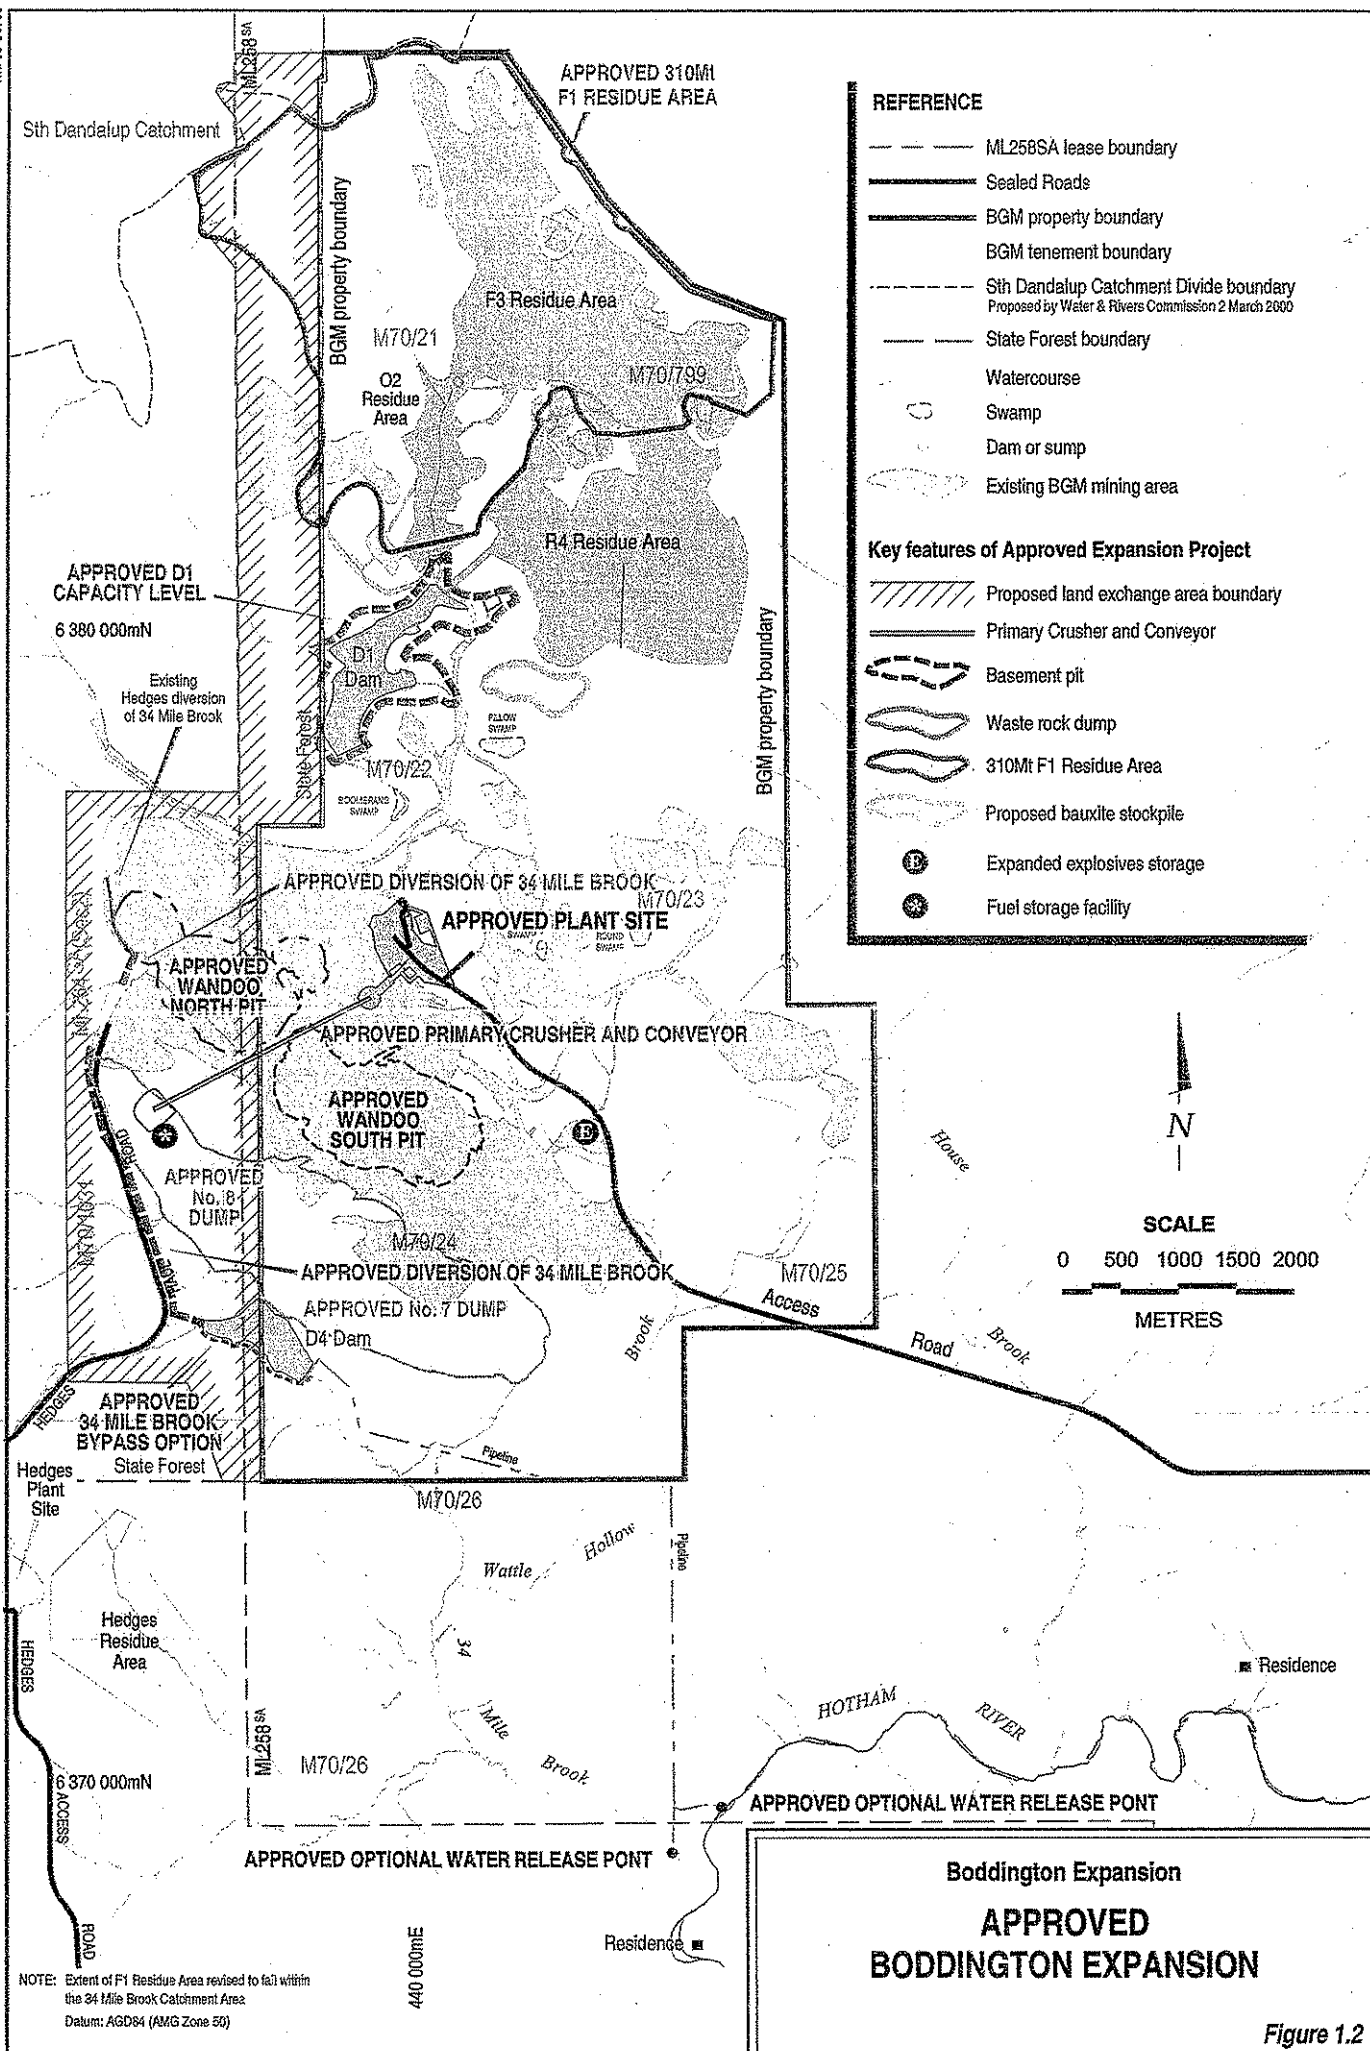 ML258SA
APPROVED 310Mt
F1 RESIDUE AREA
Sth Dandalup Catchment
BGM property boundary
F3 Residue Area
M70/21
M70/799
O2
Residue
Area
R4 Residue Area
APPROVED D1
CAPACITY LEVEL
6 380 000mN
D1
Dam
Existing
Hedges diversion
of 34 Mile Brook
State Forest
PILLOW
SWAMP
M70/22
BOOMERANG
SWAMP
BGM property boundary
APPROVED DIVERSION OF 34 MILE BROOK
M70/23
APPROVED PLANT SITE
SWAMP
ROUND
SWAMP
APPROVED
WANDOO
NORTH PIT
APPROVED PRIMARY CRUSHER AND CONVEYOR
APPROVED
WANDOO
SOUTH PIT
E
ROAD
APPROVED
No. 8
DUMP
M70/1031
HAUL
M70/24
APPROVED DIVERSION OF 34 MILE BROOK
M70/25
APPROVED No. 7 DUMP
D4 Dam
Access
Road
House
Brook
Brook
HEDGES
APPROVED
34 MILE BROOK
BYPASS OPTION
State Forest
Pipeline
Hedges
Plant
Site
M70/26
Wattle
Hollow
Pipeline
Hedges
Residue
Area
34
Mile
Brook
HEDGES
ACCESS
ROAD
ML258SA
M70/26
6 370 000mN
Residence
HOTHAM
RIVER
APPROVED OPTIONAL WATER RELEASE PONT
APPROVED OPTIONAL WATER RELEASE PONT
Residence
440 000mE
NOTE: Extent of F1 Residue Area revised to fall within
the 34 Mile Brook Catchment Area
Datum: AGD84 (AMG Zone 50)
REFERENCE
ML258SA lease boundary
Sealed Roads
BGM property boundary
BGM tenement boundary
Sth Dandalup Catchment Divide boundary
Proposed by Water & Rivers Commission 2 March 2000
State Forest boundary
Watercourse
Swamp
Dam or sump
Existing BGM mining area
Key features of Approved Expansion Project
Proposed land exchange area boundary
Primary Crusher and Conveyor
Basement pit
Waste rock dump
310Mt F1 Residue Area
Proposed bauxite stockpile
E Expanded explosives storage
Fuel storage facility
N
SCALE
0 500 1000 1500 2000
METRES
Boddington Expansion
APPROVED
BODDINGTON EXPANSION
Figure 1.2